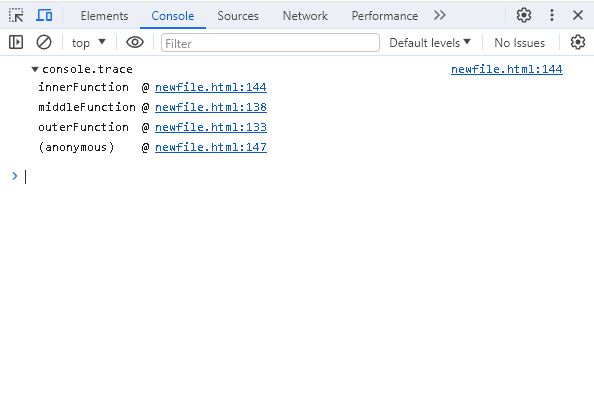 Elements Console Sources Network Performance
top Filter Default levels No Issues
console.trace newfile.html:144
innerFunction @ newfile.html:144
middleFunction @ newfile.html:138
outerFunction @ newfile.html:133
(anonymous) @ newfile.html:147